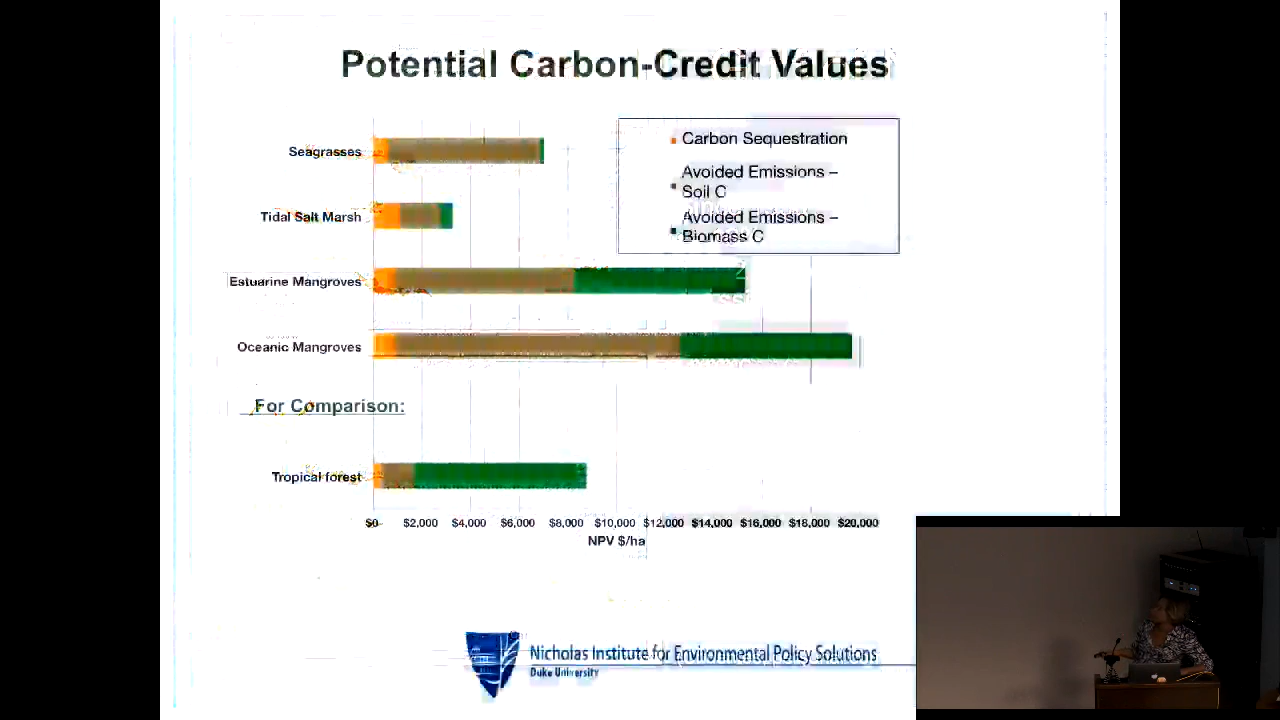 Potential Carbon-Credit Values
Carbon Sequestration
Avoided Emissions –
Soil C
Avoided Emissions –
Biomass C
Seagrasses
Tidal Salt Marsh
Estuarine Mangroves
Oceanic Mangroves
For Comparison:
Tropical forest
$0 $2,000 $4,000 $6,000 $8,000 $10,000 $12,000 $14,000 $16,000 $18,000 $20,000
NPV $/ha
Nicholas Institute for Environmental Policy Solutions
Duke University